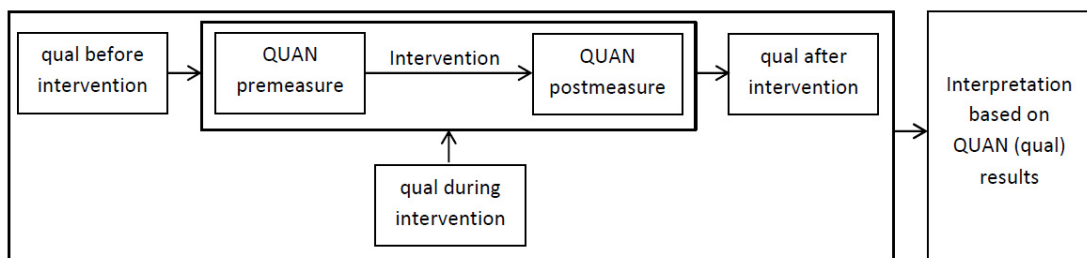 qual before
intervention
QUAN
premeasure
Intervention
QUAN
postmeasure
qual after
intervention
qual during
intervention
Interpretation
based on
QUAN (qual)
results